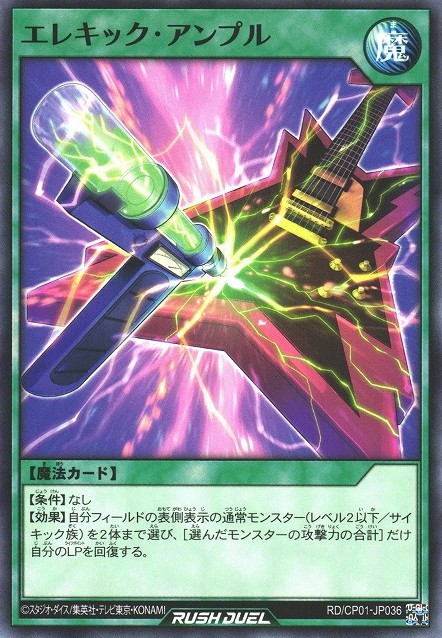 エレキック・アンプル
魔
【魔法カード】
【条件】なし
【効果】自分フィールドの表側表示の通常モンスター(レベル2以下/サイ
キック族)を2体まで選び、[選んだモンスターの攻撃力の合計]だけ
自分のLPを回復する。
©スタジオ・ダイス/集英社・テレビ東京・KONAMI
RUSH DUEL
RD/CP01-JP036